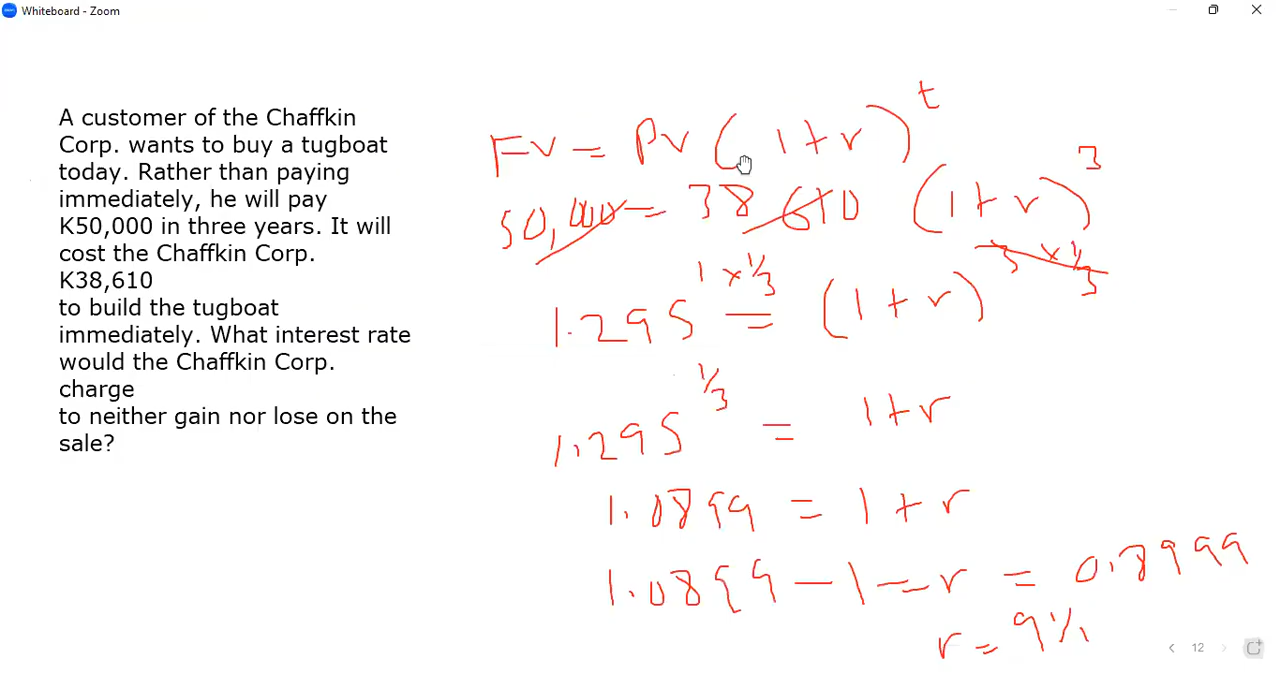 Whiteboard - Zoom
A customer of the Chaffkin
Corp. wants to buy a tugboat
today. Rather than paying
immediately, he will pay
K50,000 in three years. It will
cost the Chaffkin Corp.
K38,610
to build the tugboat
immediately. What interest rate
would the Chaffkin Corp.
charge
to neither gain nor lose on the
sale?
FV = PV (1+r)^t
50,000 = 38 610 (1+r)^3
1.295^1×1/3 = (1+r)^3×1/3
1.295^1/3 = 1+r
1.0899 = 1+r
1.0899 - 1 = r = 0.8999
r = 9%
12